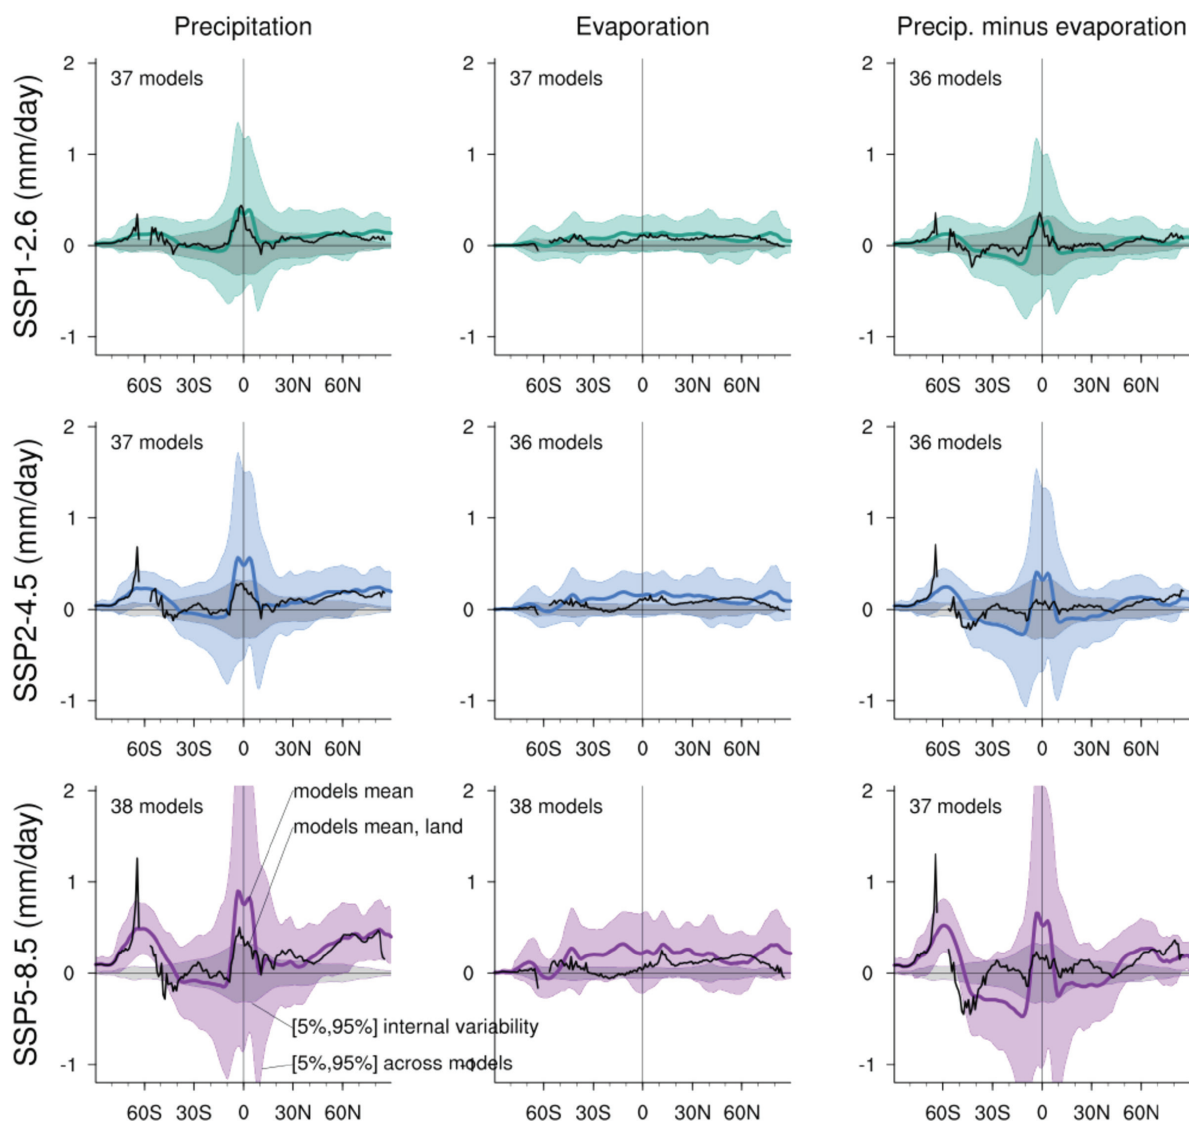 Precipitation Evaporation Precip. minus evaporation
SSP1-2.6 (mm/day)
2 37 models 2 37 models 2 36 models
1 1 1
0 0 0
-1 -1 -1
60S 30S 0 30N 60N 60S 30S 0 30N 60N 60S 30S 0 30N 60N
SSP2-4.5 (mm/day)
2 37 models 2 36 models 2 36 models
1 1 1
0 0 0
-1 -1 -1
60S 30S 0 30N 60N 60S 30S 0 30N 60N 60S 30S 0 30N 60N
SSP5-8.5 (mm/day)
2 38 models 2 38 models 2 37 models
models mean
models mean, land
1 1 1
0 0 0
[5%,95%] internal variability
[5%,95%] across models
-1 -1 -1
60S 30S 0 30N 60N 60S 30S 0 30N 60N 60S 30S 0 30N 60N